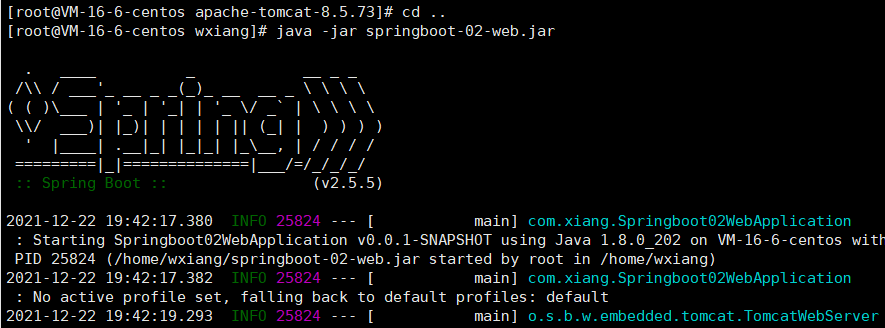 [root@VM-16-6-centos apache-tomcat-8.5.73]# cd ..
[root@VM-16-6-centos wxiang]# java -jar springboot-02-web.jar
  .   ____          _            __ _ _
 /\\ / ___'_ __ _ _(_)_ __  __ _ \ \ \ \
( ( )\___ | '_ | '_| | '_ \/ _` | \ \ \ \
 \\/  ___)| |_)| | | | | || (_| |  ) ) ) )
  '  |____| .__|_| |_|_| |_\__, | / / / /
 =========|_|==============|___/=/_/_/_/
 :: Spring Boot ::                (v2.5.5)
2021-12-22 19:42:17.380  INFO 25824 --- [           main] com.xiang.Springboot02WebApplication
 : Starting Springboot02WebApplication v0.0.1-SNAPSHOT using Java 1.8.0_202 on VM-16-6-centos with
 PID 25824 (/home/wxiang/springboot-02-web.jar started by root in /home/wxiang)
2021-12-22 19:42:17.382  INFO 25824 --- [           main] com.xiang.Springboot02WebApplication
 : No active profile set, falling back to default profiles: default
2021-12-22 19:42:19.293  INFO 25824 --- [           main] o.s.b.w.embedded.tomcat.TomcatWebServer